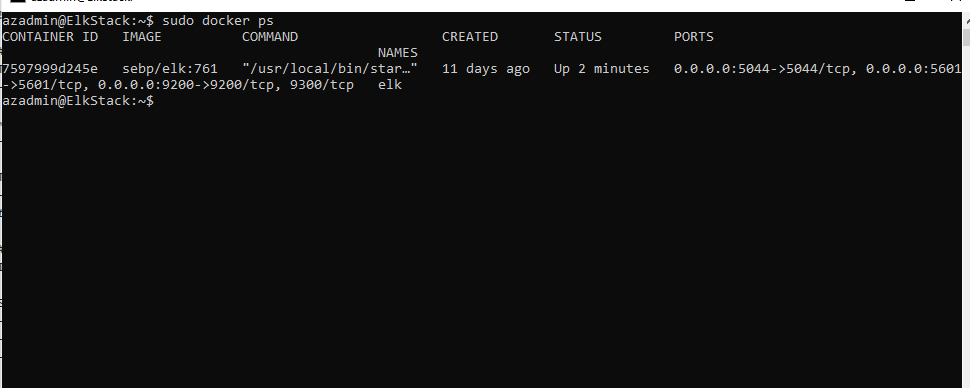 azadmin@ElkStack:~$ sudo docker ps
CONTAINER ID   IMAGE          COMMAND                  CREATED       STATUS         PORTS
                                               NAMES
7597999d245e   sebp/elk:761   "/usr/local/bin/star…"   11 days ago   Up 2 minutes   0.0.0.0:5044->5044/tcp, 0.0.0.0:5601
->5601/tcp, 0.0.0.0:9200->9200/tcp, 9300/tcp   elk
azadmin@ElkStack:~$